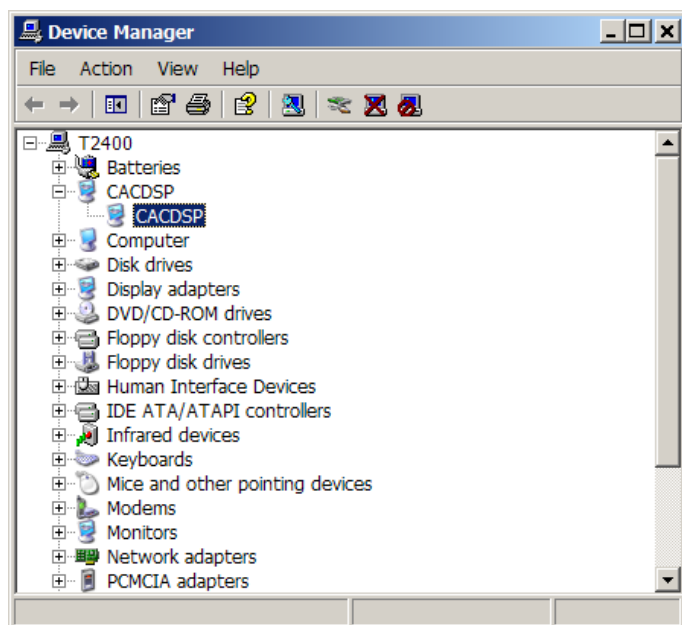 Device Manager
File Action View Help
T2400
Batteries
CACDSP
CACDSP
Computer
Disk drives
Display adapters
DVD/CD-ROM drives
Floppy disk controllers
Floppy disk drives
Human Interface Devices
IDE ATA/ATAPI controllers
Infrared devices
Keyboards
Mice and other pointing devices
Modems
Monitors
Network adapters
PCMCIA adapters